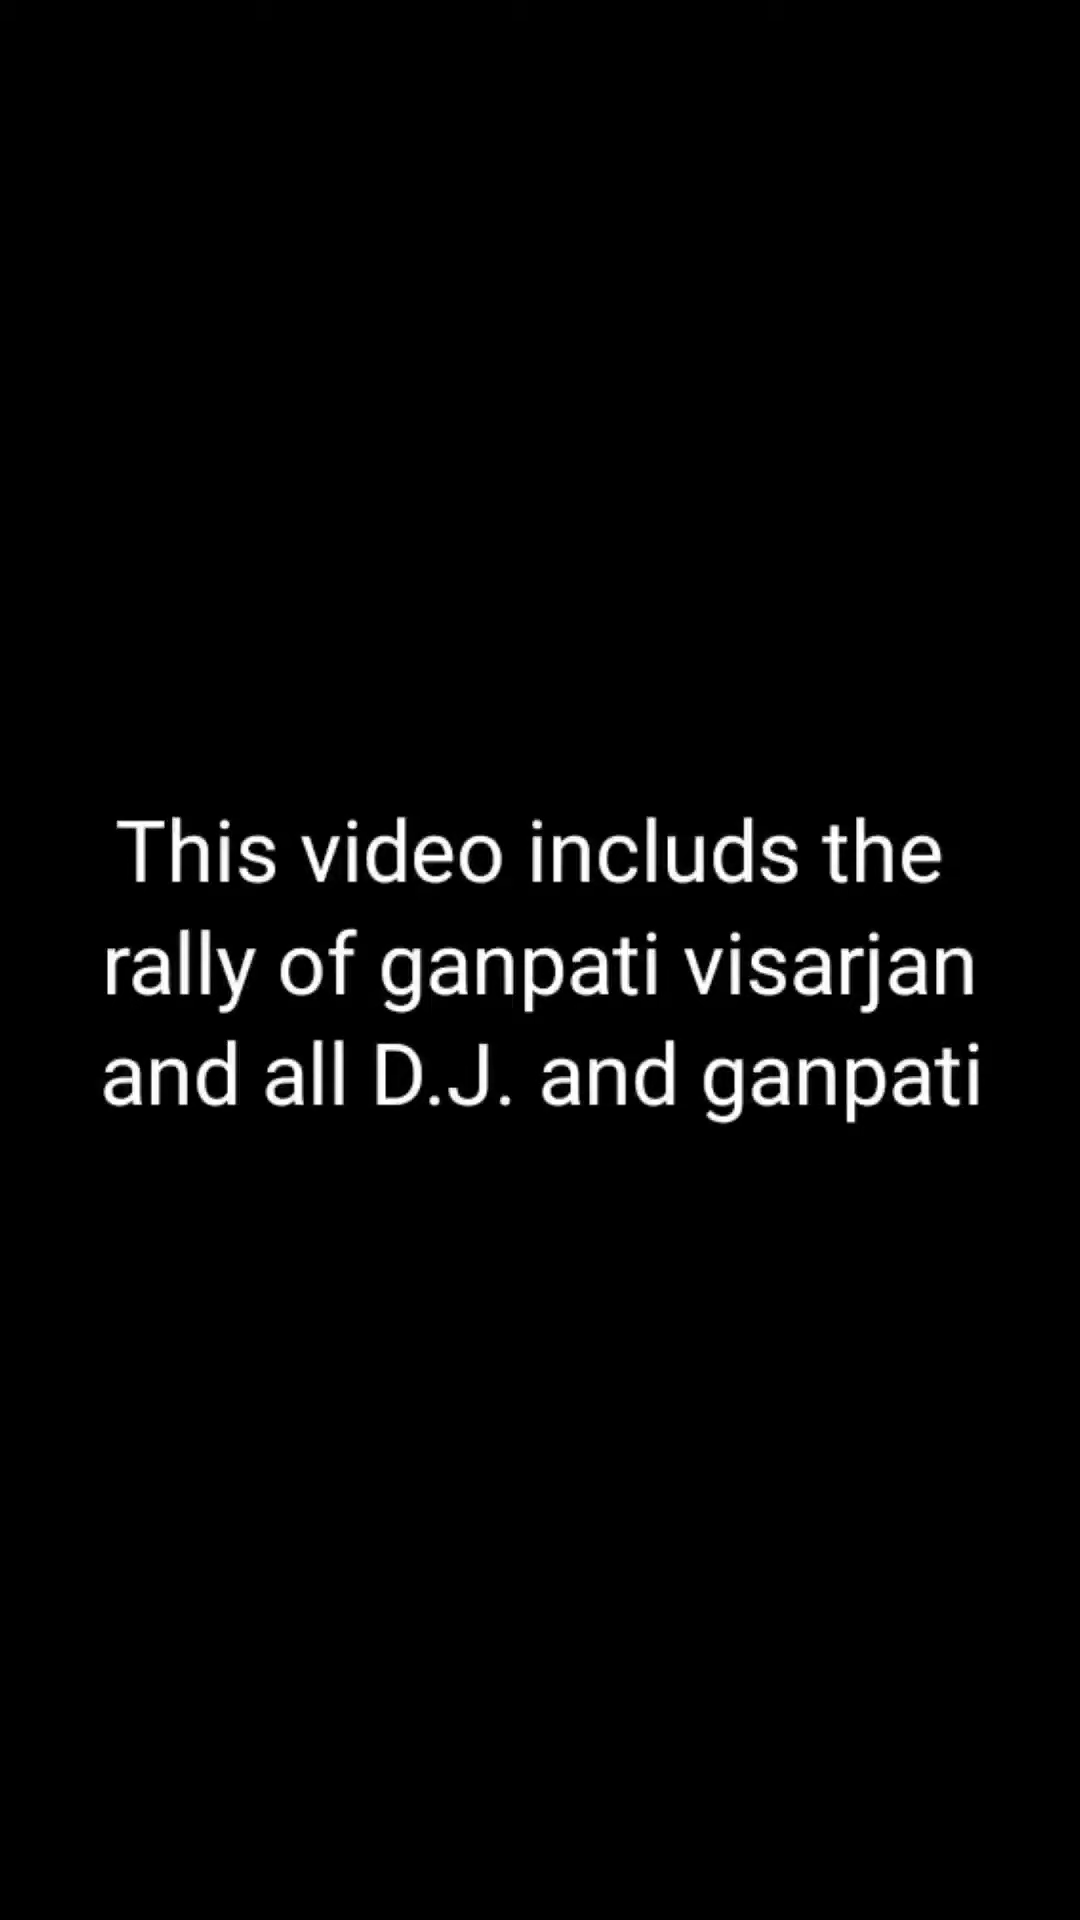 This video includs the
rally of ganpati visarjan
and all D.J. and ganpati